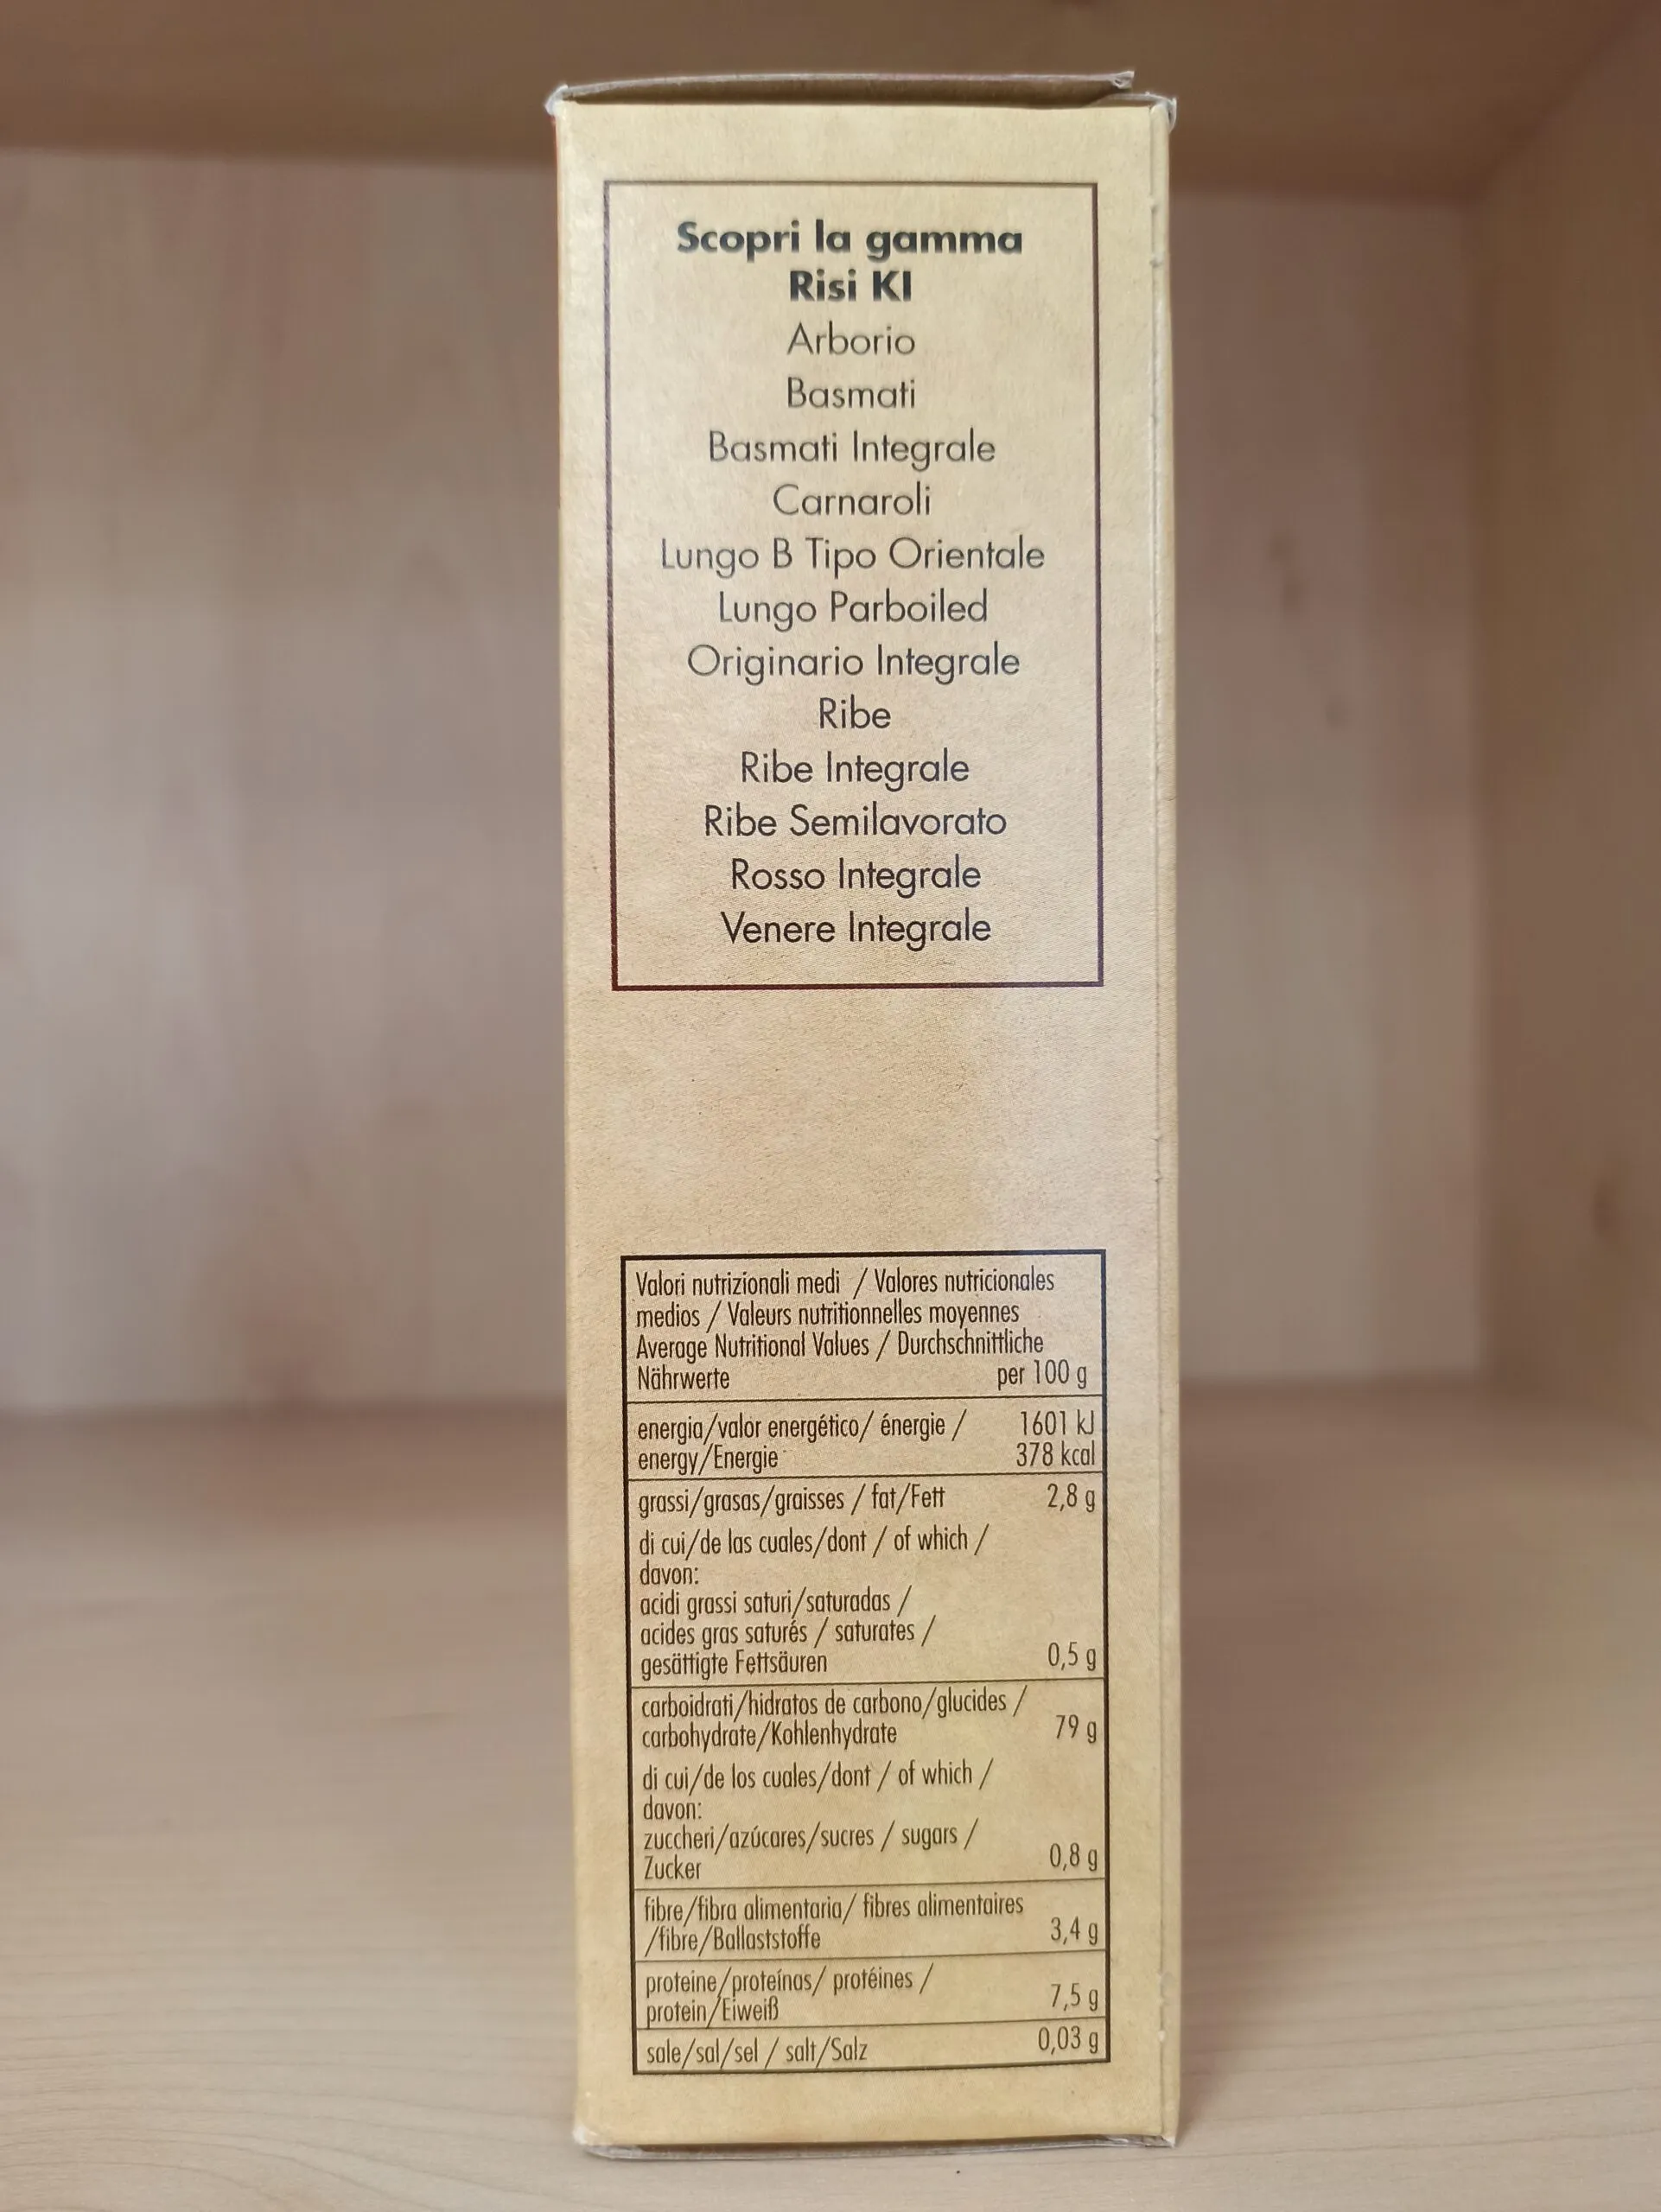 Scopri la gamma
Risi KI
Arborio
Basmati
Basmati Integrale
Carnaroli
Lungo B Tipo Orientale
Lungo Parboiled
Originario Integrale
Ribe
Ribe Integrale
Ribe Semilavorato
Rosso Integrale
Venere Integrale
Valori nutrizionali medi / Valores nutricionales
medios / Valeurs nutritionnelles moyennes
Average Nutritional Values / Durchschnittliche
Nährwerte per 100 g
energia/valor energético/ énergie / 1601 kJ
energy/Energie 378 kcal
grassi/grasas/graisses / fat/Fett 2,8 g
di cui/de las cuales/dont / of which /
davon:
acidi grassi saturi/saturadas /
acides gras saturés / saturates /
gesättigte Fettsäuren 0,5 g
carboidrati/hidratos de carbono/glucides /
carbohydrate/Kohlenhydrate 79 g
di cui/de los cuales/dont / of which /
davon:
zuccheri/azúcares/sucres / sugars /
Zucker 0,8 g
fibre/fibra alimentaria/ fibres alimentaires
/fibre/Ballaststoffe 3,4 g
proteine/proteínas/ protéines /
protein/Eiweiß 7,5 g
sale/sal/sel / salt/Salz 0,03 g